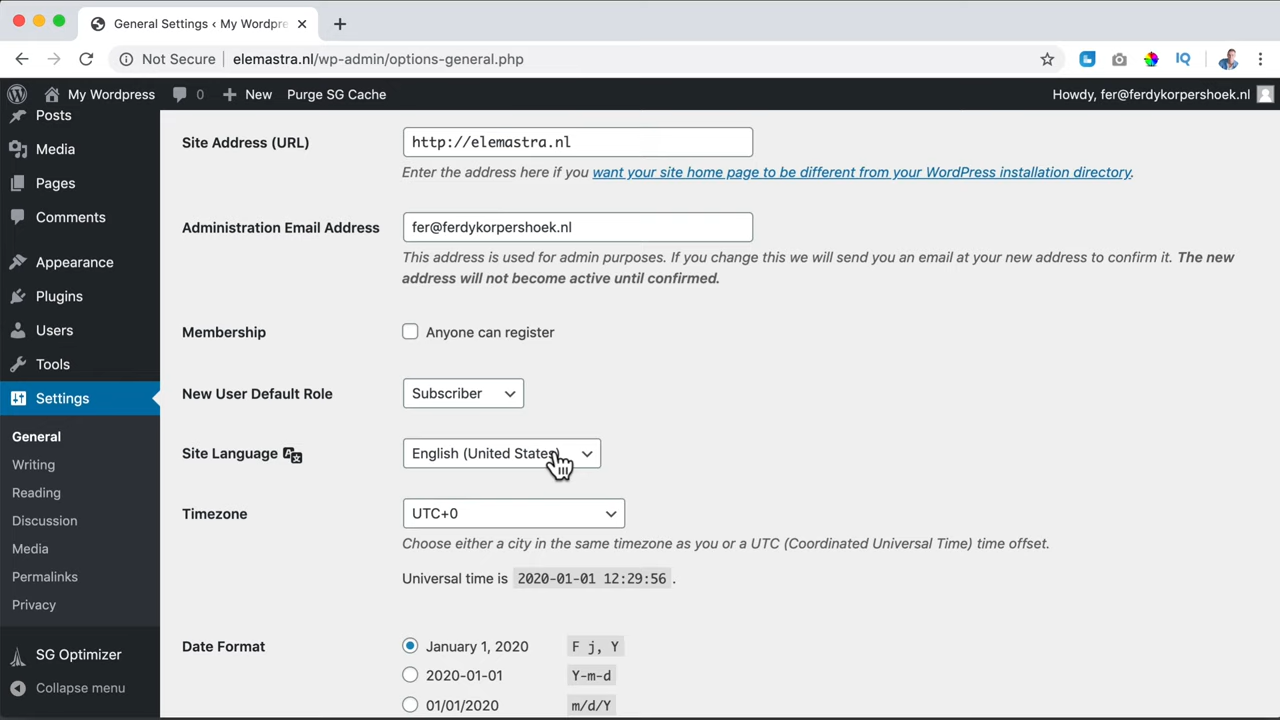 General Settings ‹ My Wordpre
Not Secure
elemastra.nl/wp-admin/options-general.php
IQ
My Wordpress
0
New
Purge SG Cache
Howdy, fer@ferdykorpershoek.nl
Posts
Media
Pages
Comments
Appearance
Plugins
Users
Tools
Settings
General
Writing
Reading
Discussion
Media
Permalinks
Privacy
SG Optimizer
Collapse menu
Site Address (URL)
http://elemastra.nl
Enter the address here if you want your site home page to be different from your WordPress installation directory.
Administration Email Address
fer@ferdykorpershoek.nl
This address is used for admin purposes. If you change this we will send you an email at your new address to confirm it. The new
address will not become active until confirmed.
Membership
Anyone can register
New User Default Role
Subscriber
Site Language
English (United States)
Timezone
UTC+0
Choose either a city in the same timezone as you or a UTC (Coordinated Universal Time) time offset.
Universal time is 2020-01-01 12:29:56 .
Date Format
January 1, 2020 F j, Y
2020-01-01 Y-m-d
01/01/2020 m/d/Y